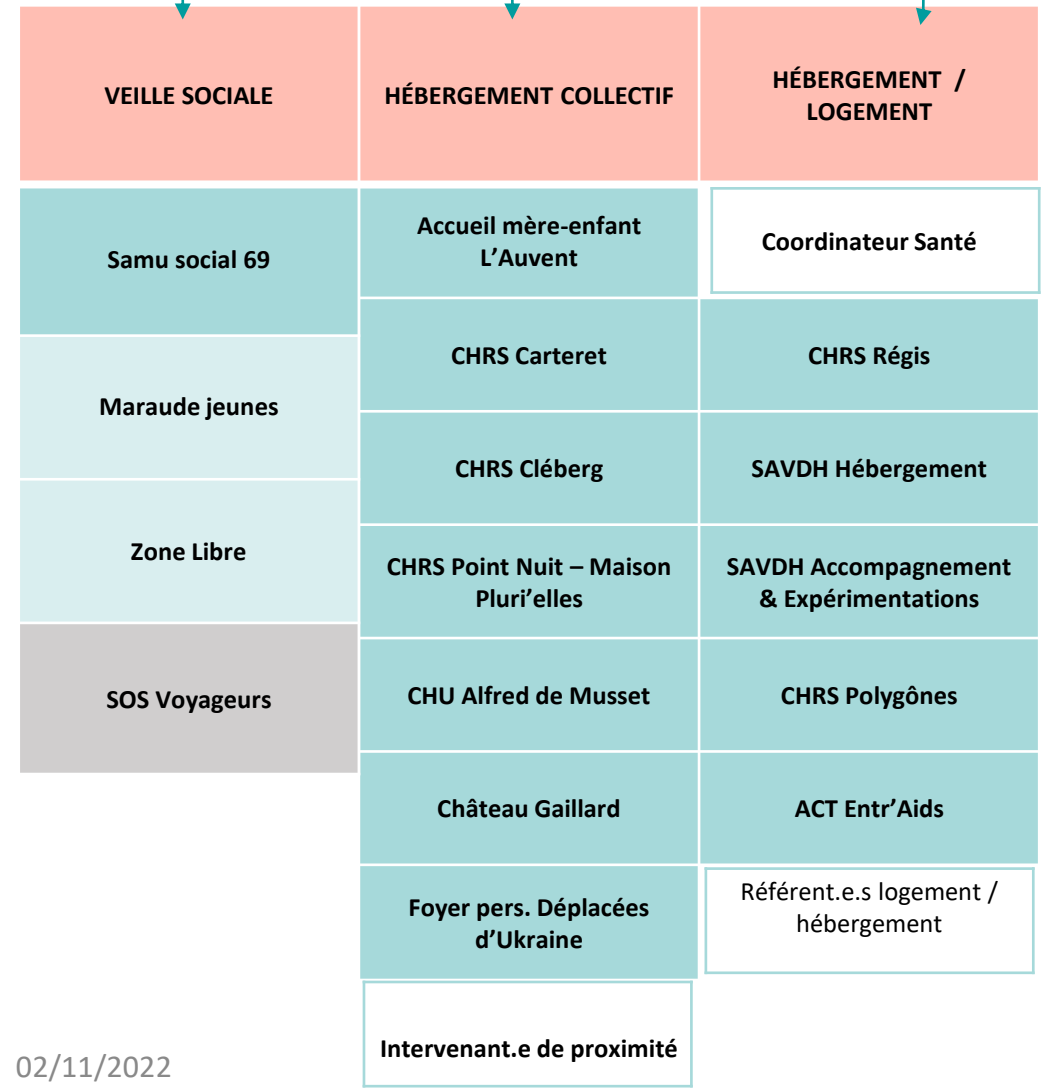 VEILLE SOCIALE
HÉBERGEMENT COLLECTIF
HÉBERGEMENT /
LOGEMENT
Samu social 69
Maraude jeunes
Zone Libre
SOS Voyageurs
Accueil mère-enfant
L’Auvent
CHRS Carteret
CHRS Cléberg
CHRS Point Nuit – Maison
Pluri’elles
CHU Alfred de Musset
Château Gaillard
Foyer pers. Déplacées
d’Ukraine
Intervenant.e de proximité
Coordinateur Santé
CHRS Régis
SAVDH Hébergement
SAVDH Accompagnement
& Expérimentations
CHRS Polygônes
ACT Entr’Aids
Référent.e.s logement /
hébergement
02/11/2022